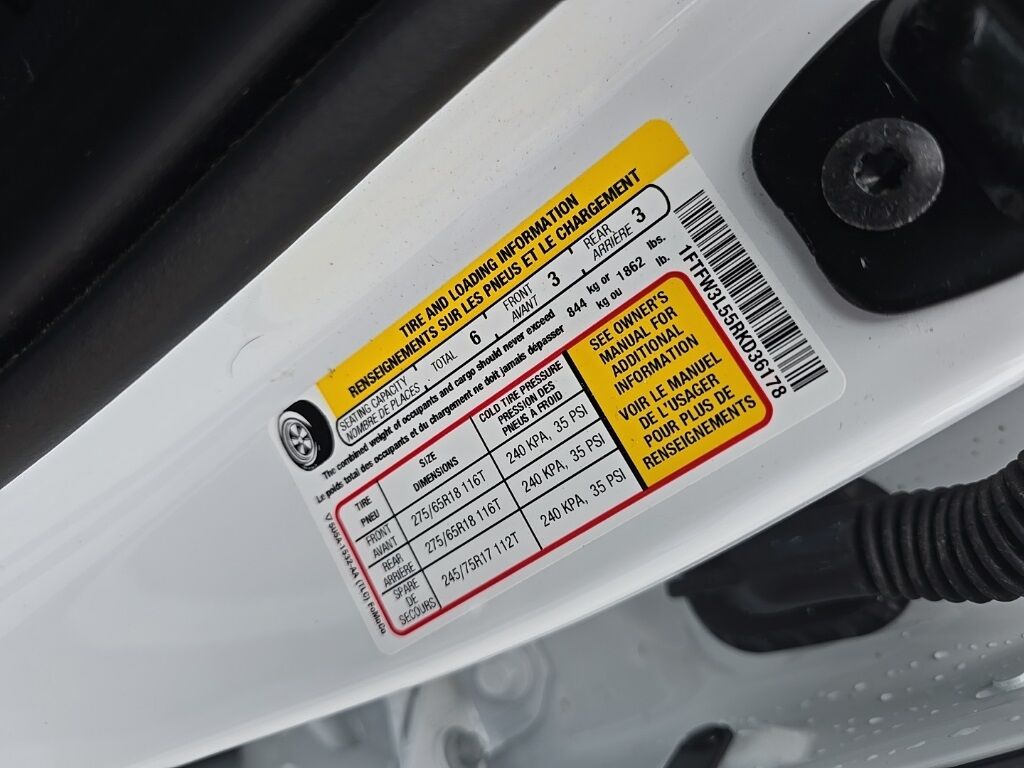 TIRE AND LOADING INFORMATION
RENSEIGNEMENTS SUR LES PNEUS ET LE CHARGEMENT
SEATING CAPACITY
NOMBRE DE PLACES
TOTAL 6
FRONT
AVANT 3
REAR
ARRIÈRE 3
The combined weight of occupants and cargo should never exceed
Le poids total des occupants et du chargement ne doit jamais dépasser
844 kg or 1862 lbs.
kg ou lb.
TIRE
PNEU
SIZE
DIMENSIONS
COLD TIRE PRESSURE
PRESSION DES
PNEUS A FROID
FRONT
AVANT
275/65R18 116T
240 KPA, 35 PSI
REAR
ARRIÈRE
275/65R18 116T
240 KPA, 35 PSI
SPARE
DE
SECOURS
245/75R17 112T
240 KPA, 35 PSI
SEE OWNER'S
MANUAL FOR
ADDITIONAL
INFORMATION
VOIR LE MANUEL
DE L'USAGER
POUR PLUS DE
RENSEIGNEMENTS
1FTFW3L55RKD36178
(TLC) FoMoCo